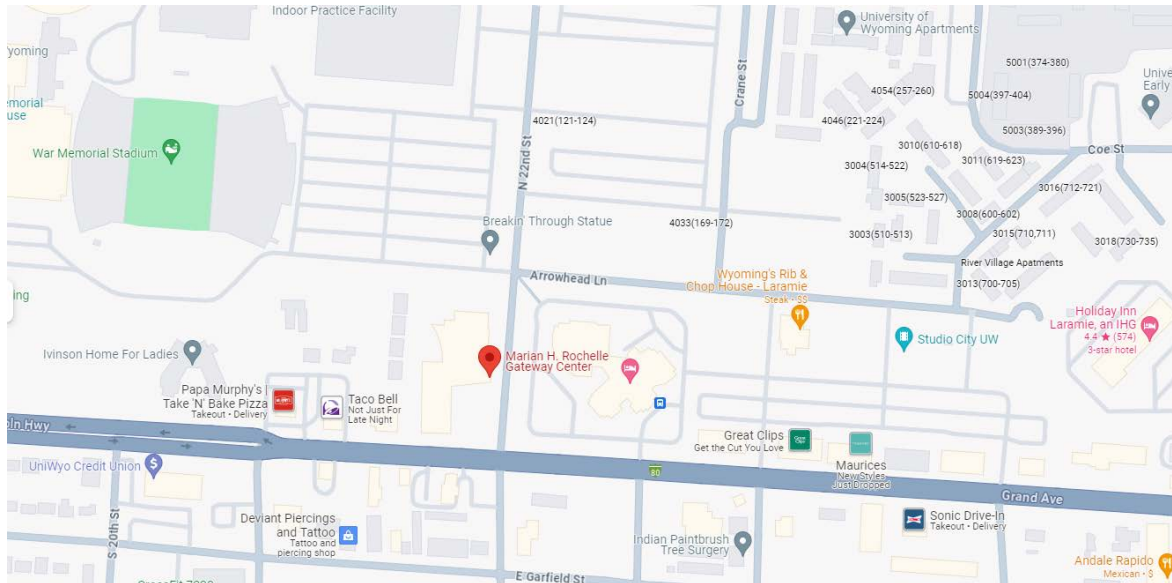 Indoor Practice Facility
University of
Wyoming Apartments
yoming
5001(374-380)
Unive
Early
Crane St
4054(257-260)
5004(397-404)
emorial
use
4021(121-124)
4046(221-224)
5003(389-396)
War Memorial Stadium
3010(610-618)
Coe St
3004(514-522)
3011(619-623)
N 22nd St
3016(712-721)
3005(523-527)
3008(600-602)
Breakin' Through Statue
4033(169-172)
3003(510-513)
3015(710,711)
3018(730-735)
River Village Apatments
Arrowhead Ln
Wyoming's Rib &
Chop House - Laramie
Steak · $$
3013(700-705)
ing
Holiday Inn
Laramie, an IHG
4.4 ★ (574)
3-star hotel
Studio City UW
Ivinson Home For Ladies
Marian H. Rochelle
Gateway Center
Papa Murphy's |
Take 'N' Bake Pizza
Takeout • Delivery
Taco Bell
Not Just For
Late Night
oln Hwy
Great Clips
Get the Cut You Love
UniWyo Credit Union
Maurices
New Styles
Just Dropped
80
Grand Ave
Sonic Drive-In
Takeout • Delivery
S 20th St
Deviant Piercings
and Tattoo
Tattoo and
piercing shop
Indian Paintbrush
Tree Surgery
Andale Rapido
Mexican · $
E Garfield St